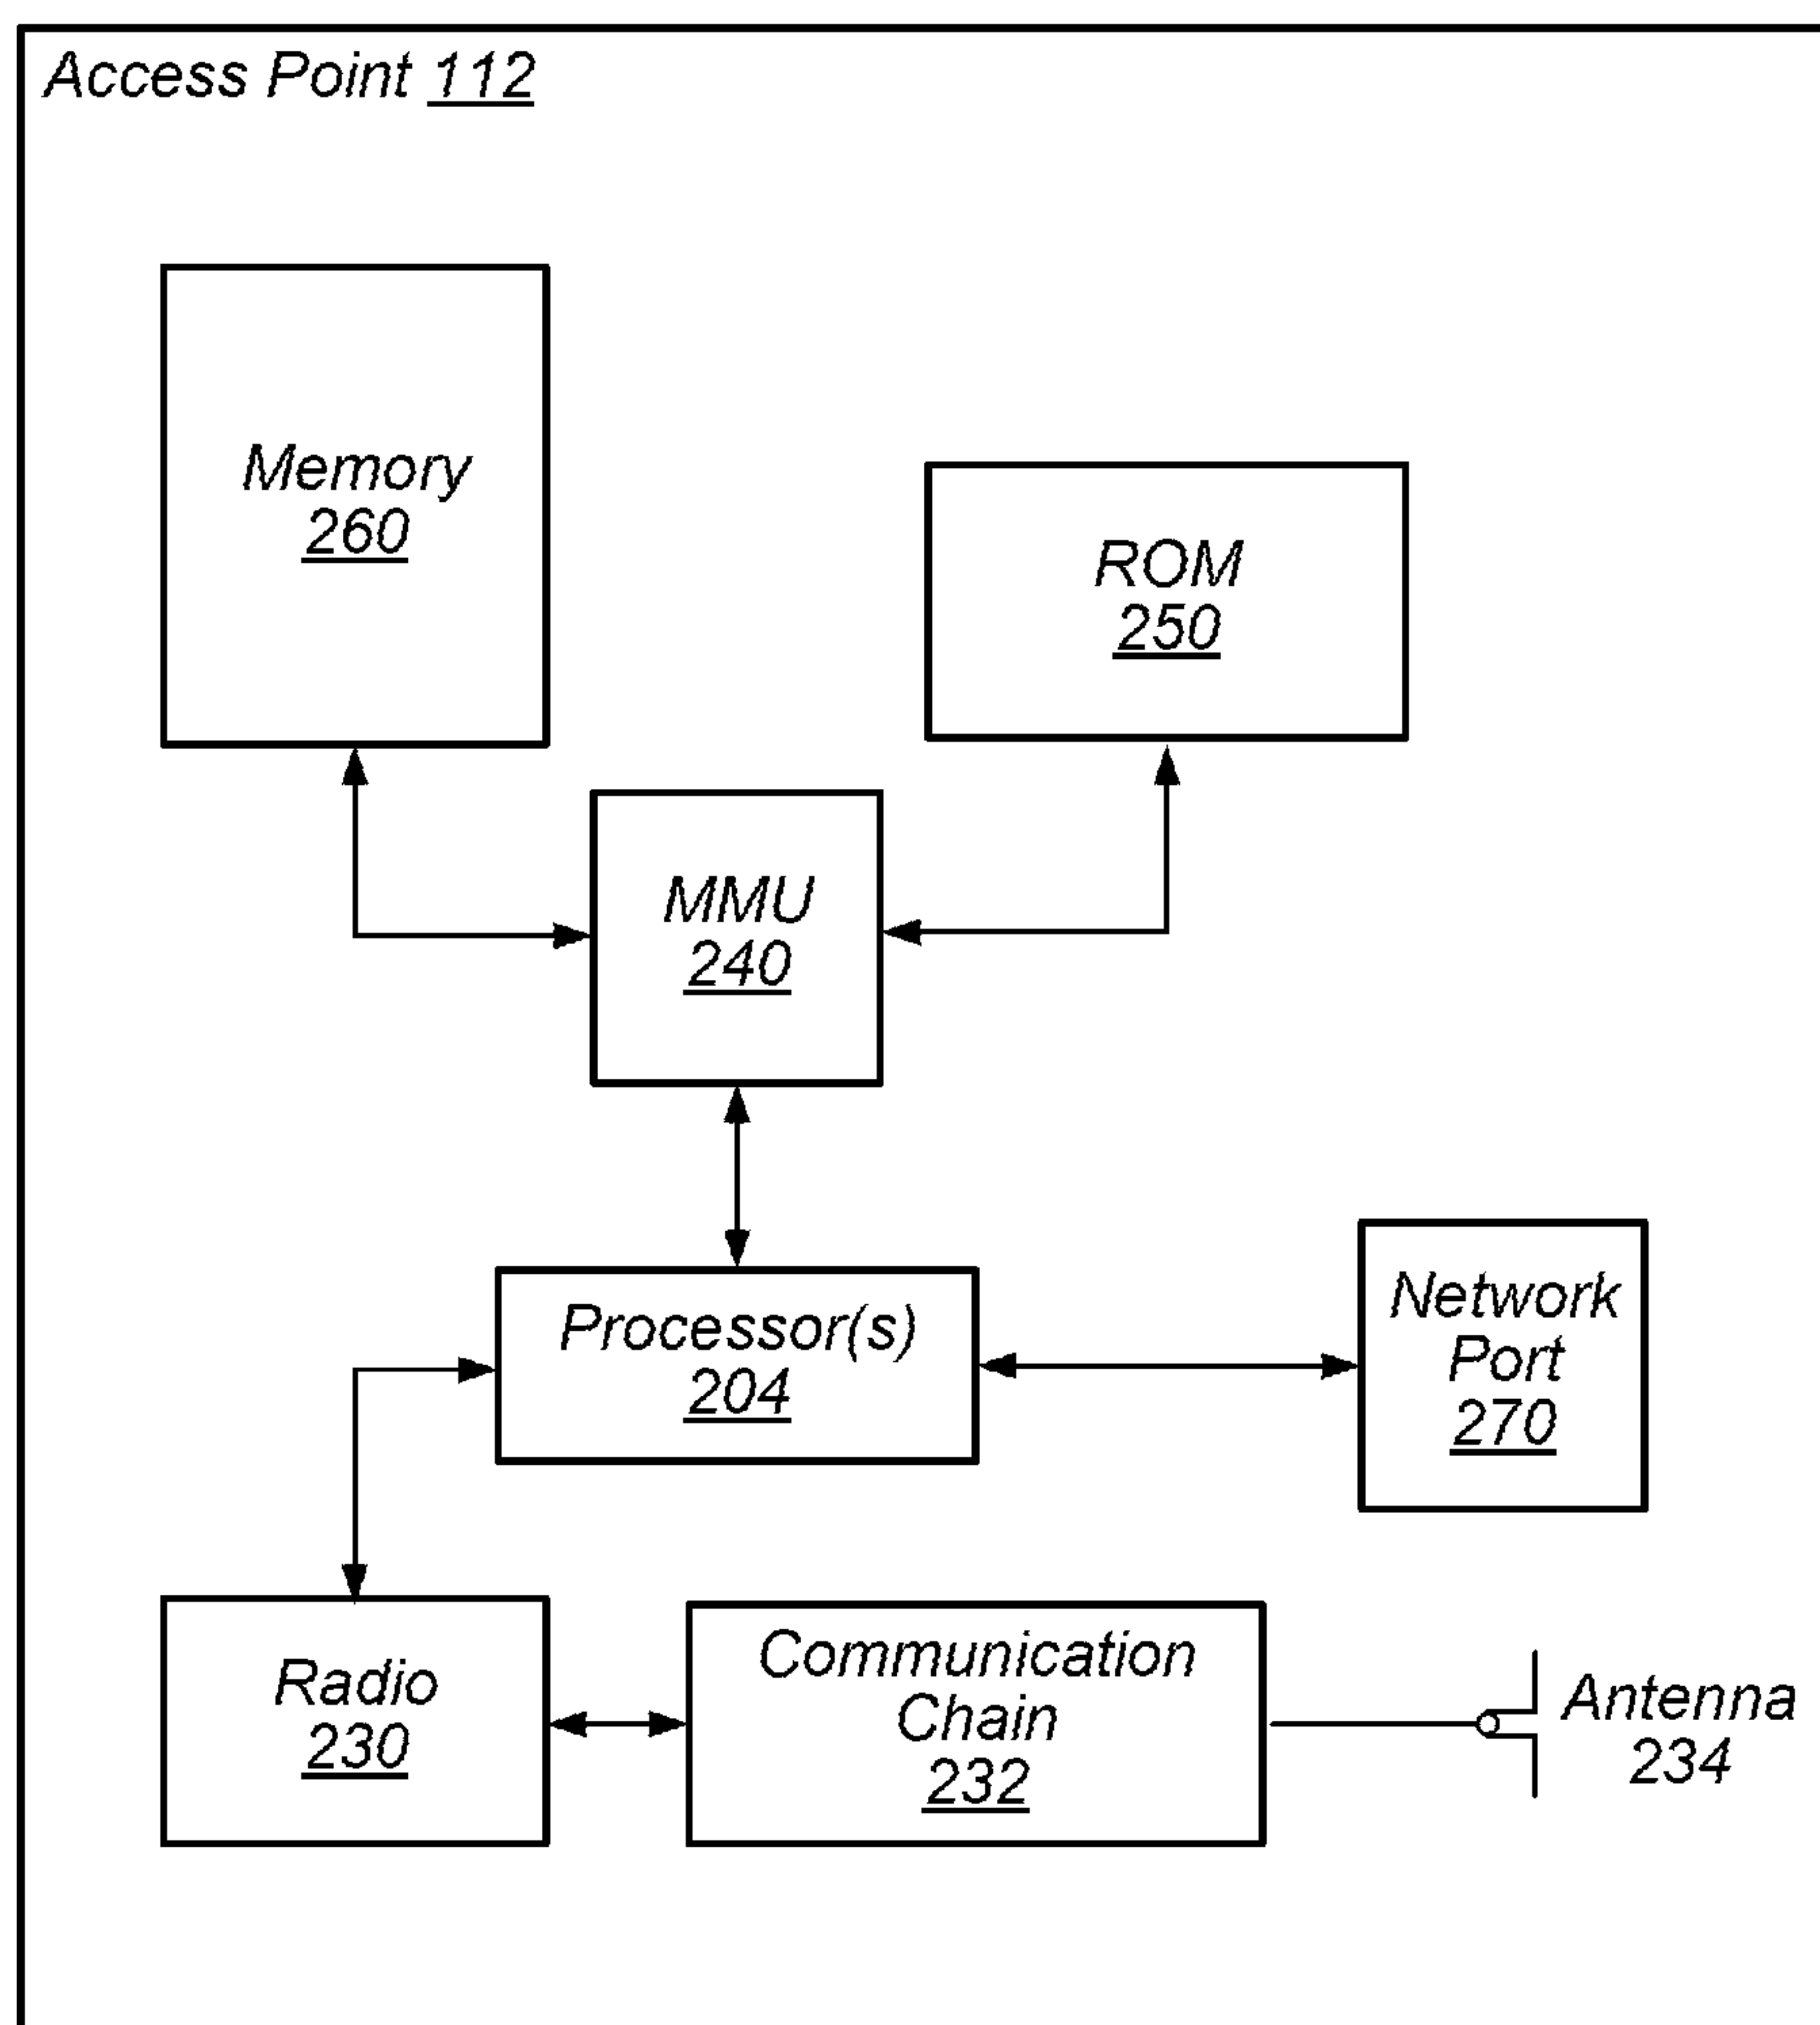 Access Point 112
Memory
260
ROM
250
MMU
240
Processor(s)
204
Network
Port
270
Radio
230
Communication
Chain
232
Antenna
234